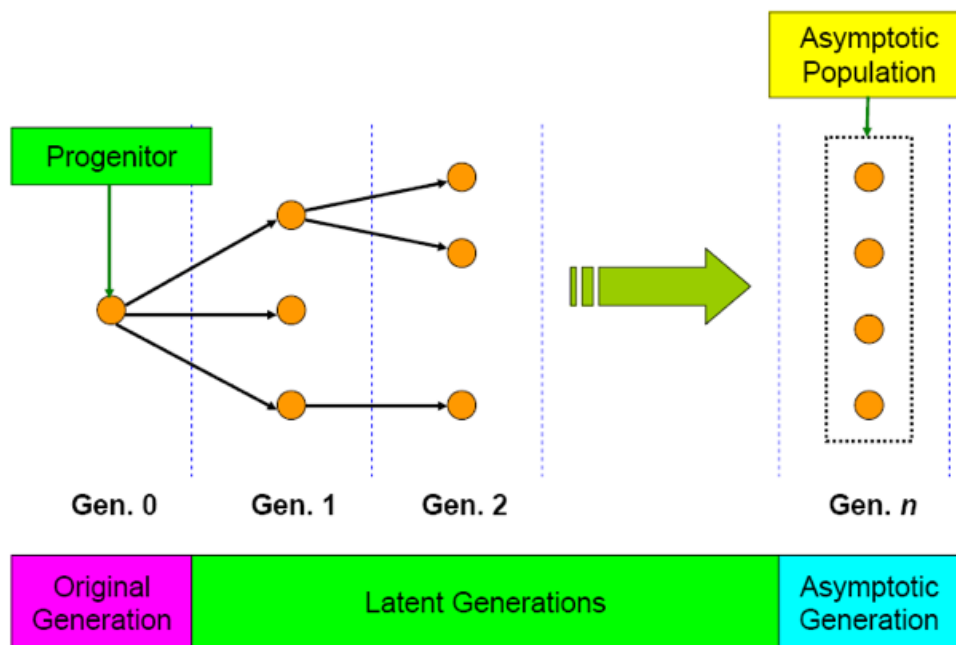 Asymptotic
Population
Progenitor
Gen. 0
Gen. 1
Gen. 2
Gen. n
Original
Generation
Latent Generations
Asymptotic
Generation